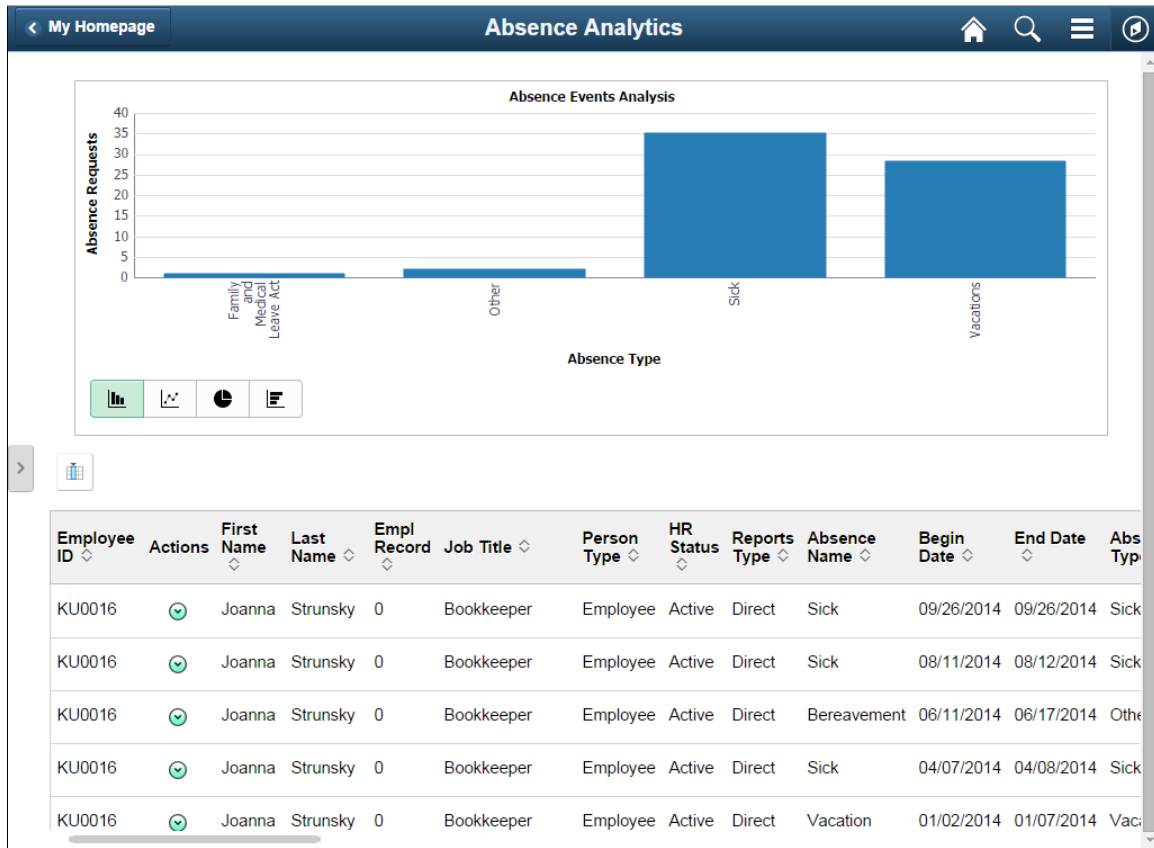 My Homepage
Absence Analytics
Absence Events Analysis
Absence Requests
40
35
30
25
20
15
10
5
0
Family
and
Medical
Leave Act
Other
Sick
Vacations
Absence Type
Employee ID Actions First Name Last Name Empl Record Job Title Person Type HR Status Reports Type Absence Name Begin Date End Date Abs Typ
KU0016 Joanna Strunsky 0 Bookkeeper Employee Active Direct Sick 09/26/2014 09/26/2014 Sick
KU0016 Joanna Strunsky 0 Bookkeeper Employee Active Direct Sick 08/11/2014 08/12/2014 Sick
KU0016 Joanna Strunsky 0 Bookkeeper Employee Active Direct Bereavement 06/11/2014 06/17/2014 Othe
KU0016 Joanna Strunsky 0 Bookkeeper Employee Active Direct Sick 04/07/2014 04/08/2014 Sick
KU0016 Joanna Strunsky 0 Bookkeeper Employee Active Direct Vacation 01/02/2014 01/07/2014 Vaca